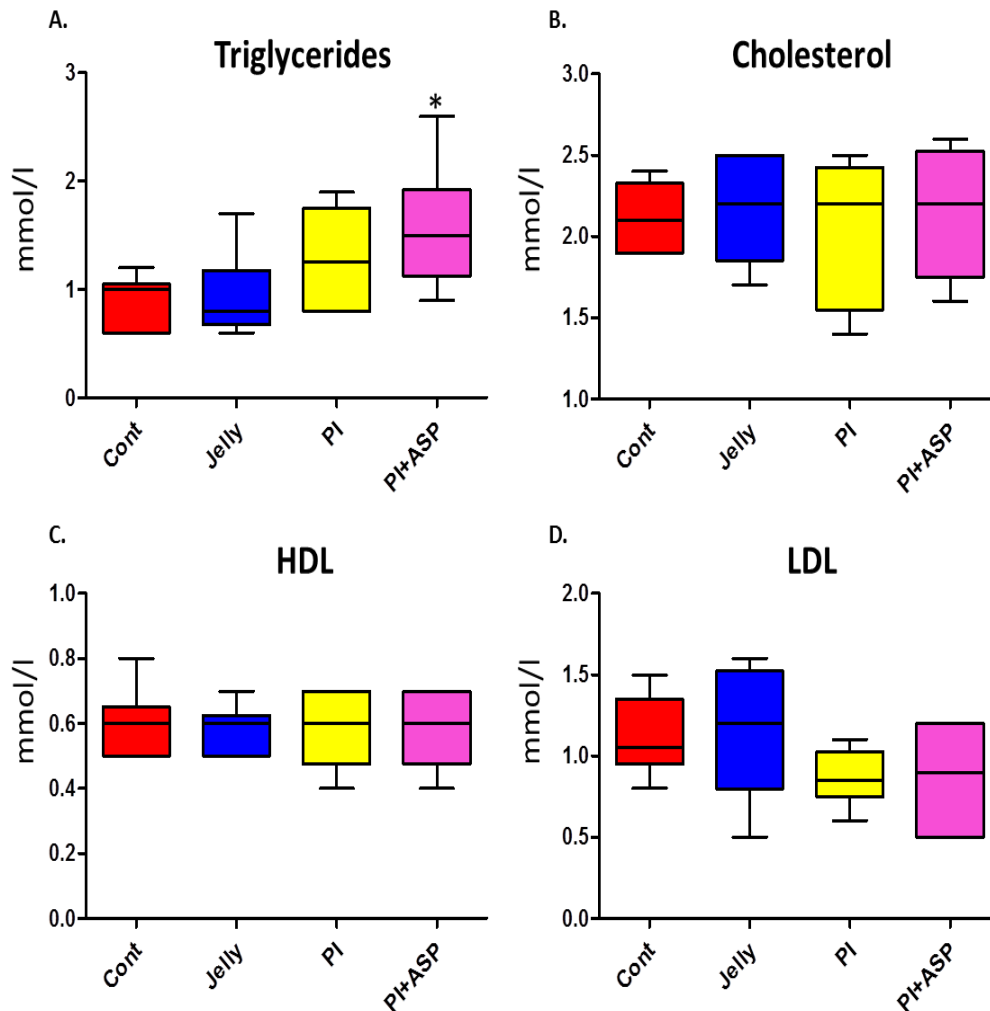 A.
Triglycerides
mmol/l
3
2
1
0
*
Cont
Jelly
PI
PI+ASP
B.
Cholesterol
mmol/l
3.0
2.5
2.0
1.5
1.0
Cont
Jelly
PI
PI+ASP
C.
HDL
mmol/l
1.0
0.8
0.6
0.4
0.2
0.0
Cont
Jelly
PI
PI+ASP
D.
LDL
mmol/l
2.0
1.5
1.0
0.5
0.0
Cont
Jelly
PI
PI+ASP